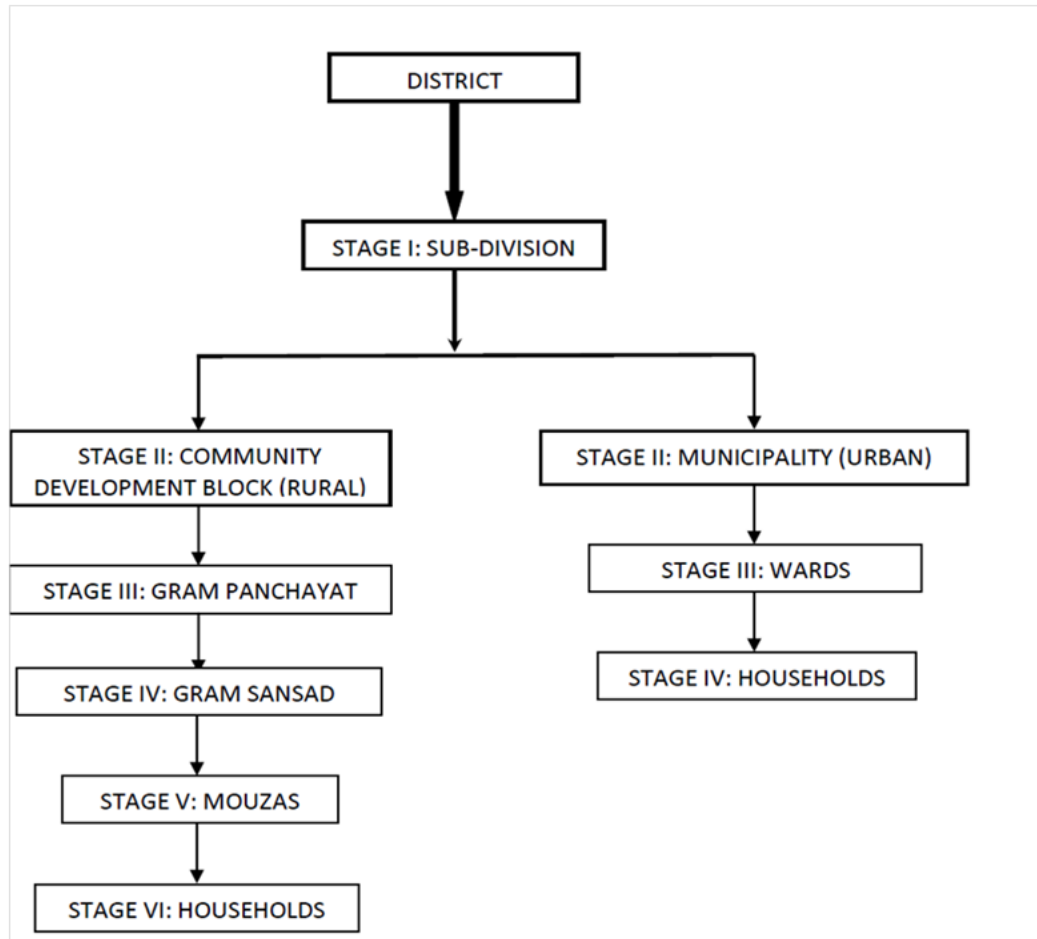 DISTRICT
STAGE I: SUB-DIVISION
STAGE II: COMMUNITY
DEVELOPMENT BLOCK (RURAL)
STAGE III: GRAM PANCHAYAT
STAGE IV: GRAM SANSAD
STAGE V: MOUZAS
STAGE VI: HOUSEHOLDS
STAGE II: MUNICIPALITY (URBAN)
STAGE III: WARDS
STAGE IV: HOUSEHOLDS